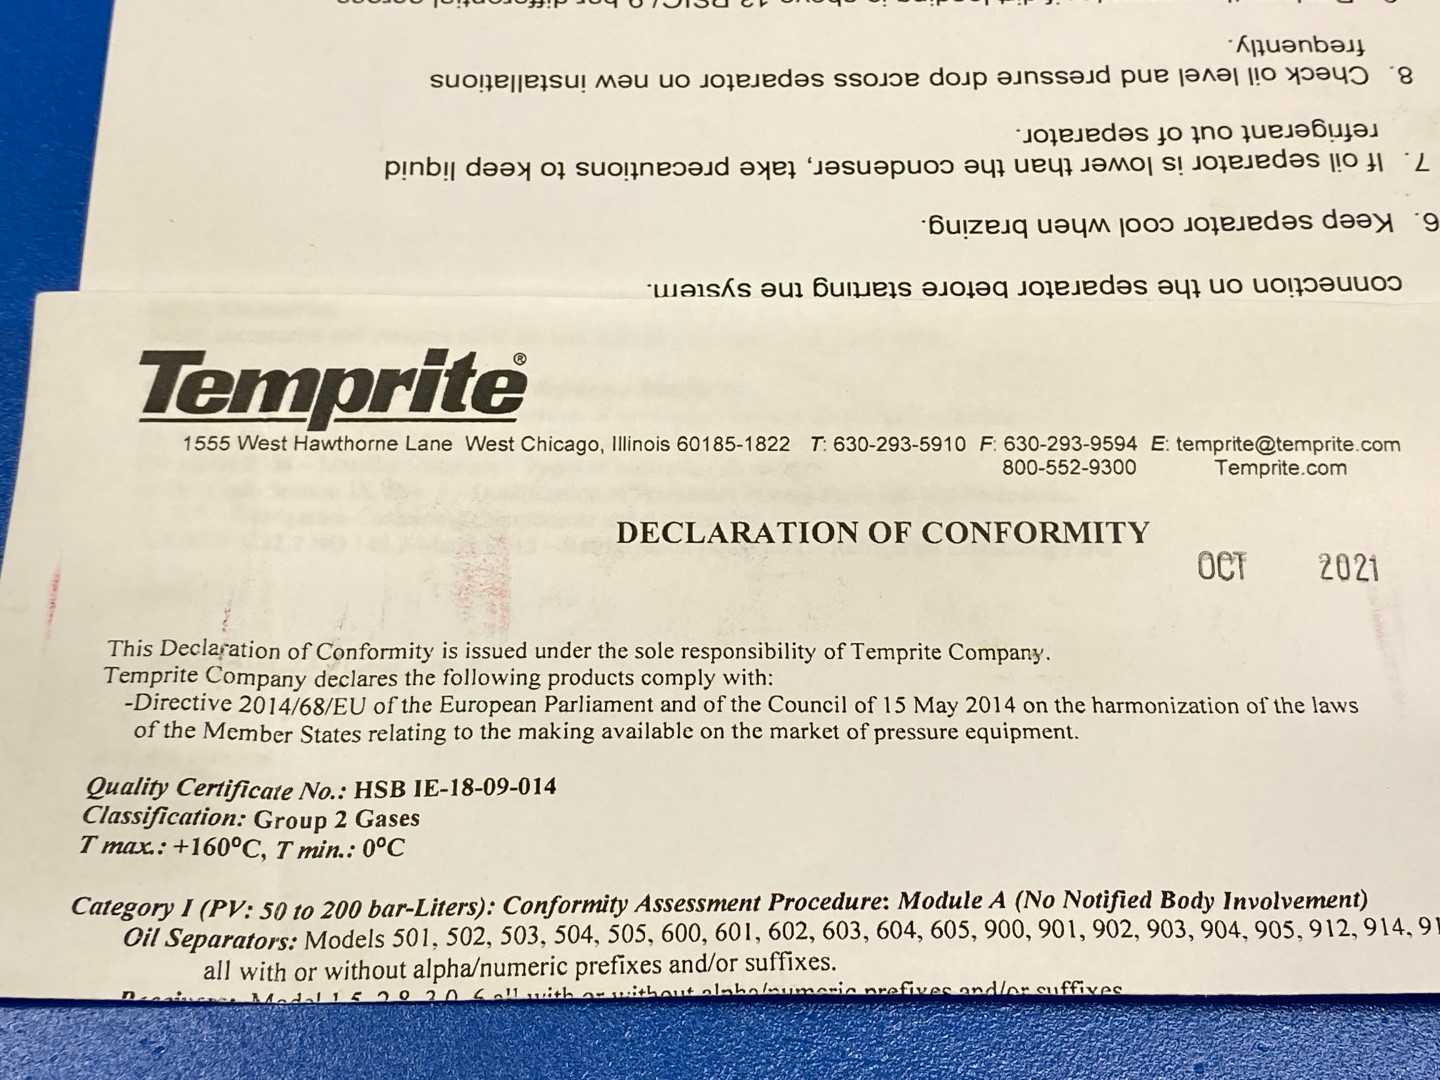 frequently.
8. Check oil level and pressure drop across separator on new installations
refrigerant out of separator.
7. If oil separator is lower than the condenser, take precautions to keep liquid
6. Keep separator cool when brazing.
connection on the separator before starting the system.
Temprite®
1555 West Hawthorne Lane West Chicago, Illinois 60185-1822 T: 630-293-5910 F: 630-293-9594 E: temprite@temprite.com
800-552-9300 Temprite.com
DECLARATION OF CONFORMITY
OCT 2021
This Declaration of Conformity is issued under the sole responsibility of Temprite Company.
Temprite Company declares the following products comply with:
-Directive 2014/68/EU of the European Parliament and of the Council of 15 May 2014 on the harmonization of the laws
of the Member States relating to the making available on the market of pressure equipment.
Quality Certificate No.: HSB IE-18-09-014
Classification: Group 2 Gases
T max.: +160°C, T min.: 0°C
Category I (PV: 50 to 200 bar-Liters): Conformity Assessment Procedure: Module A (No Notified Body Involvement)
Oil Separators: Models 501, 502, 503, 504, 505, 600, 601, 602, 603, 604, 605, 900, 901, 902, 903, 904, 905, 912, 914,
all with or without alpha/numeric prefixes and/or suffixes.
all with or without alpha/numeric prefixes and/or suffixes